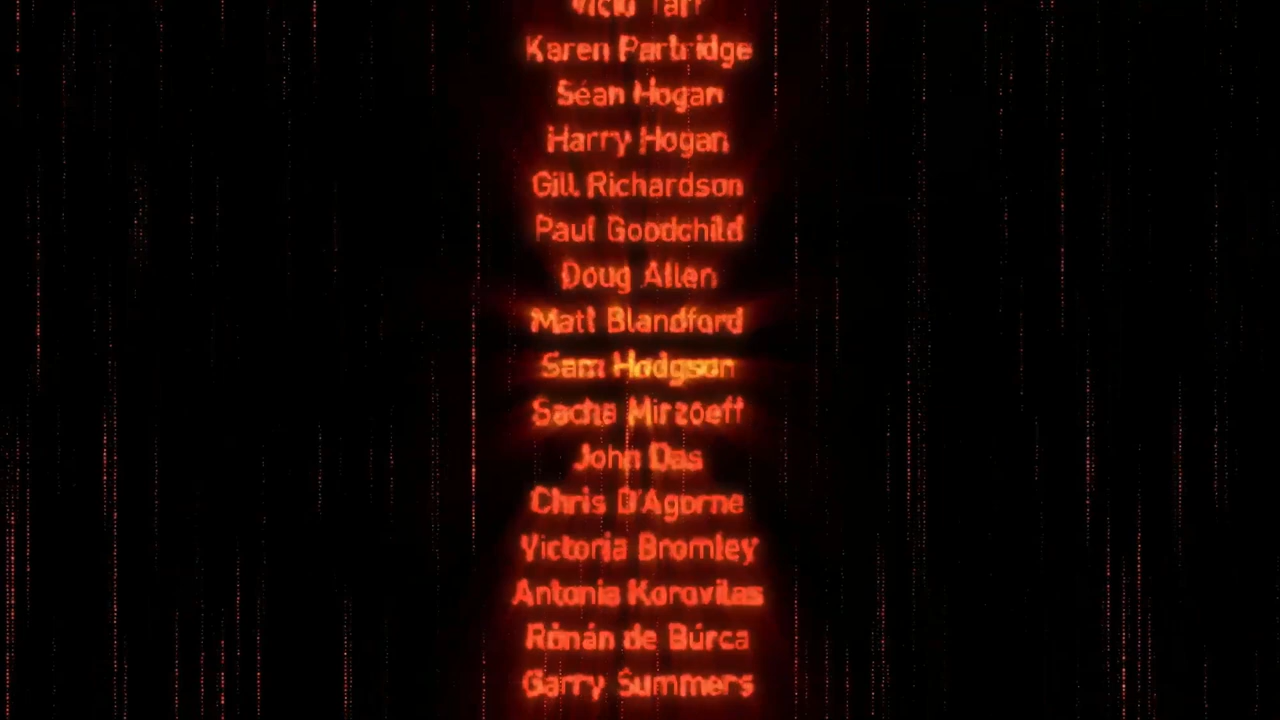 Karen Partridge
Séan Hogan
Harry Hogan
Gill Richardson
Paul Goodchild
Doug Allen
Matt Blandford
Sam Hodgson
Sacha Mirzoeff
John Das
Chris D'Agorne
Victoria Bromley
Antonia Korovilas
Rónán de Búrca
Garry Summers